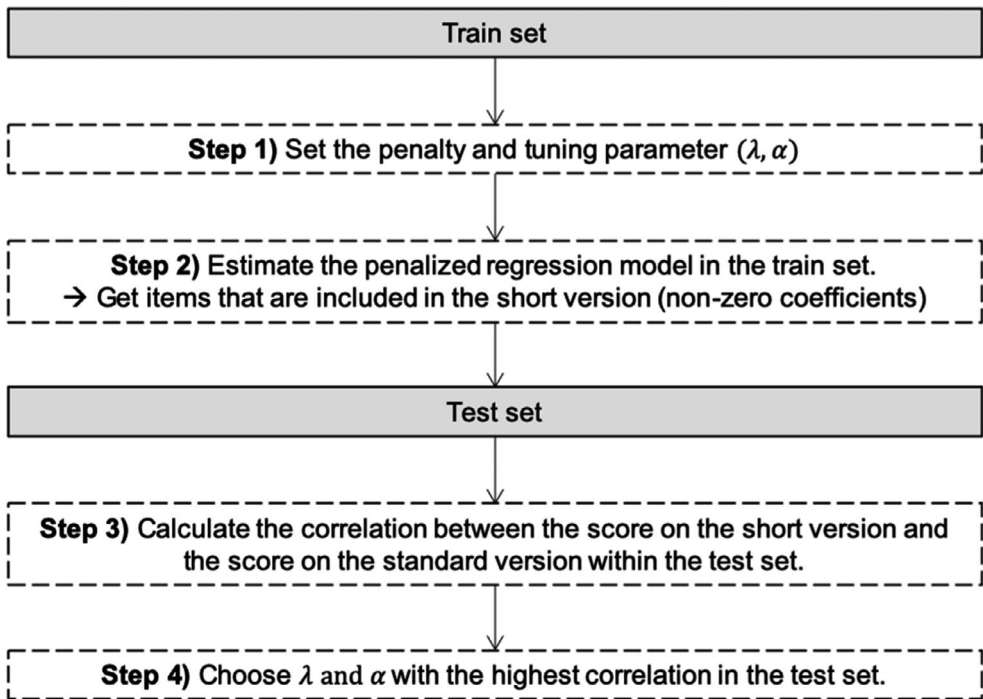 Train set
Step 1) Set the penalty and tuning parameter (λ, α)
Step 2) Estimate the penalized regression model in the train set.
→ Get items that are included in the short version (non-zero coefficients)
Test set
Step 3) Calculate the correlation between the score on the short version and
the score on the standard version within the test set.
Step 4) Choose λ and α with the highest correlation in the test set.